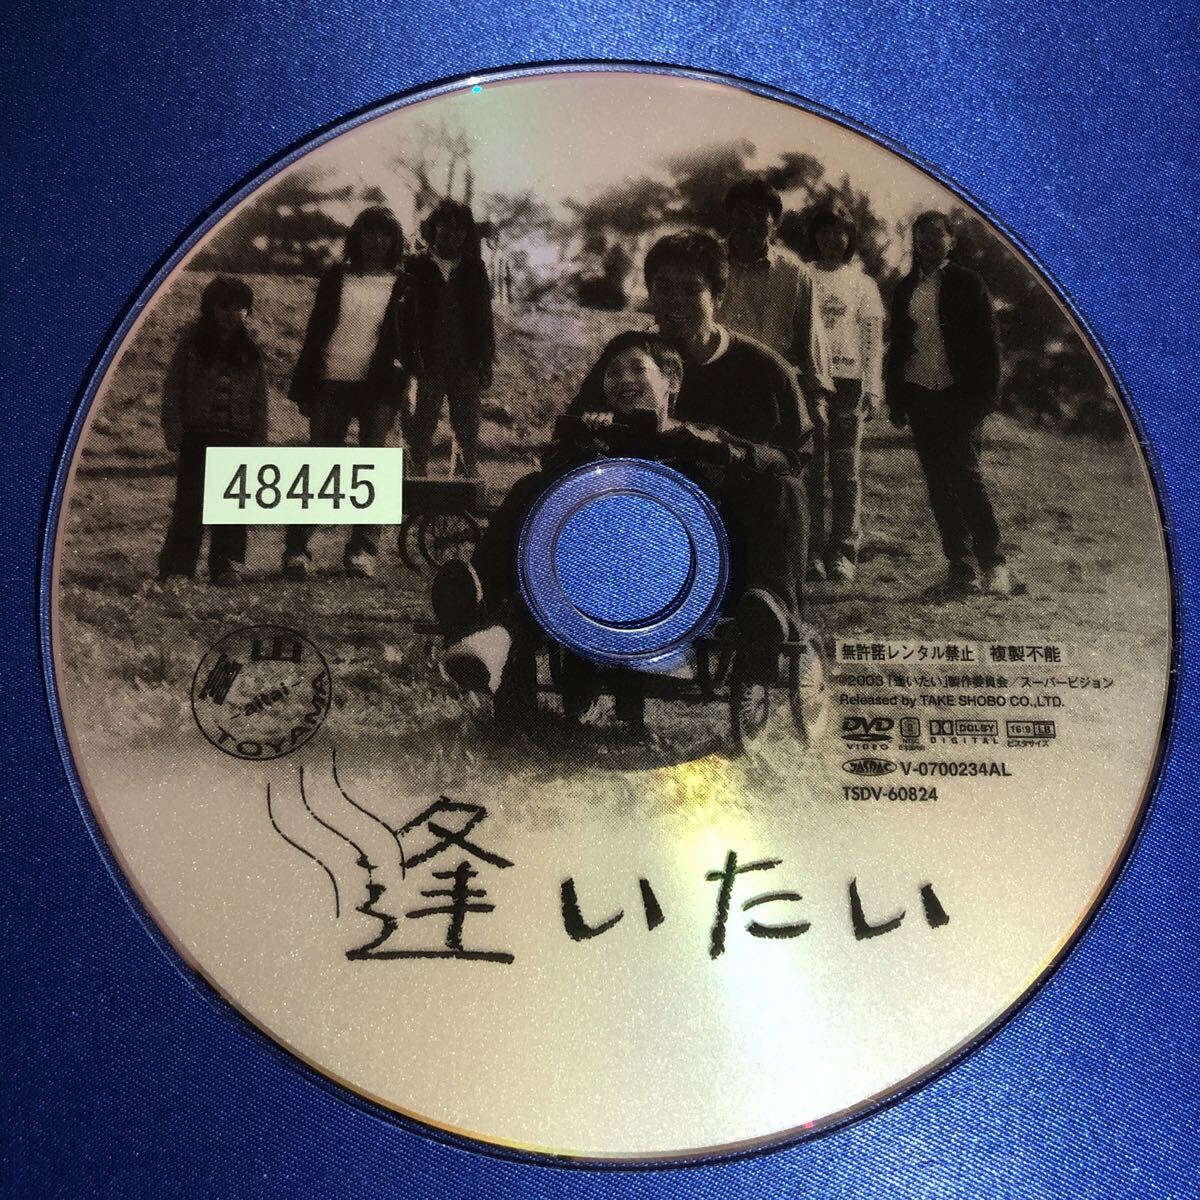 48445
富山
-aitai-
TOYAMA
無許諾レンタル禁止 複製不能
©2003「逢いたい」製作委員会/スーパービジョン
Released by TAKE SHOBO CO.,LTD.
DVD VIDEO
DOLBY DIGITAL
16:9 LB
ビスタサイズ
JASRAC V-0700234AL
TSDV-60824
逢いたい